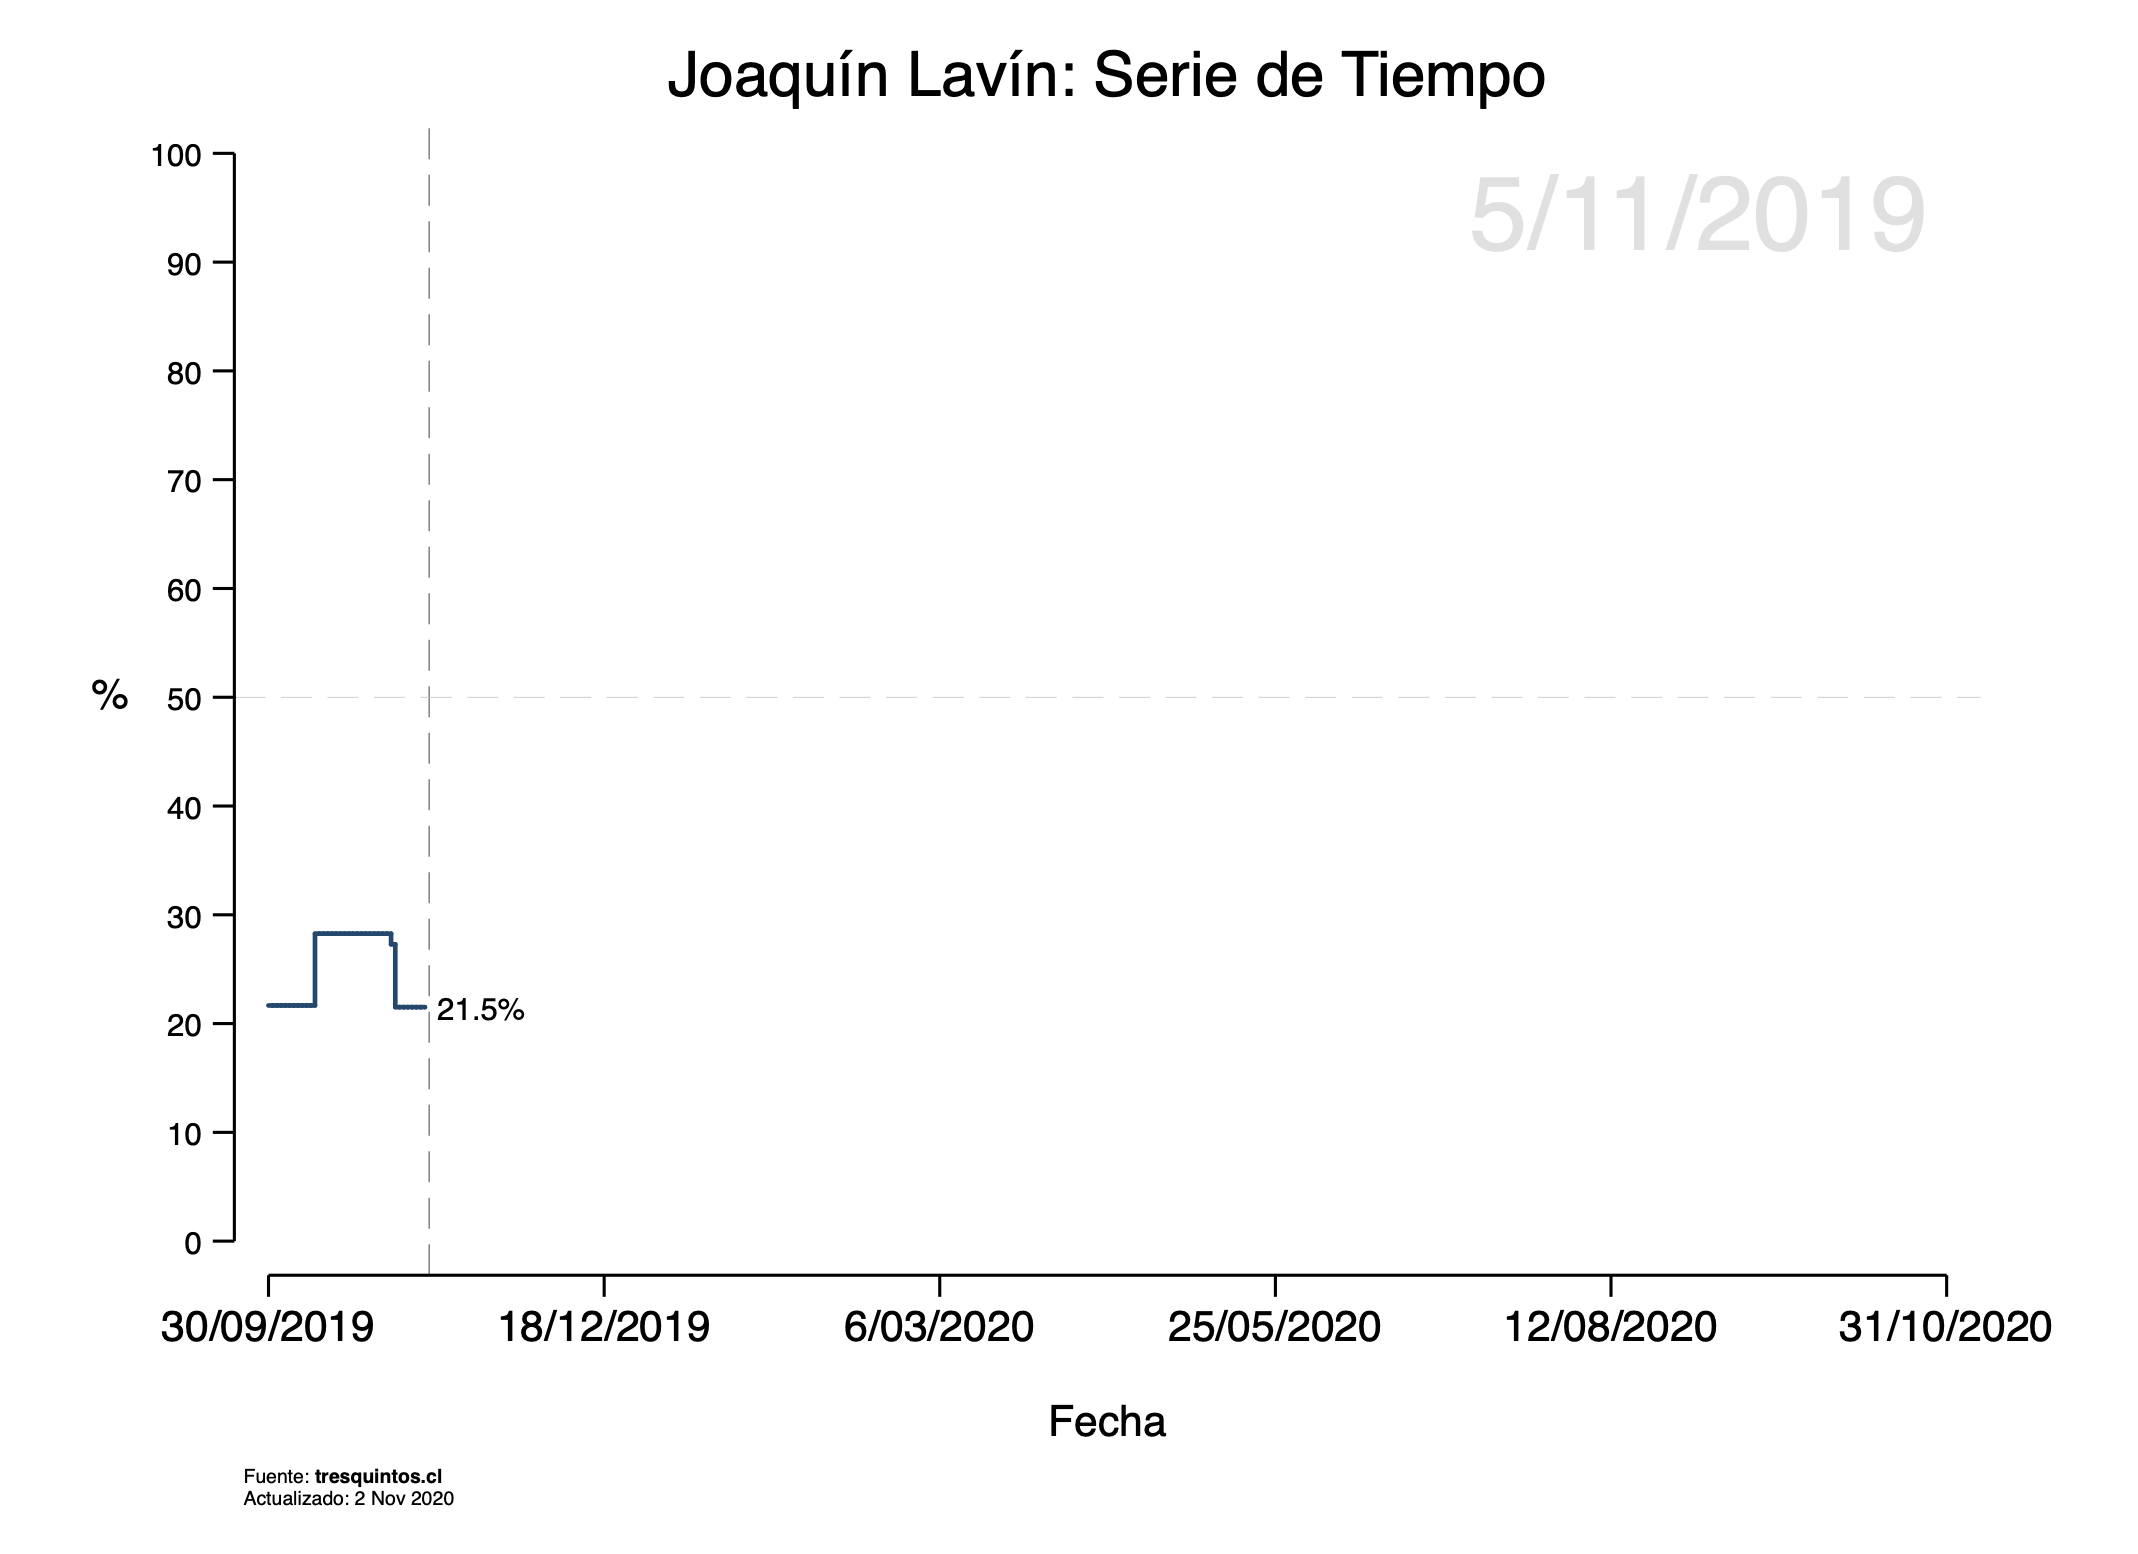 Joaquín Lavín: Serie de Tiempo
5/11/2019
100
90
80
70
60
50
40
30
20
10
0
%
21.5%
30/09/2019 18/12/2019 6/03/2020 25/05/2020 12/08/2020 31/10/2020
Fecha
Fuente: tresquintos.cl
Actualizado: 2 Nov 2020